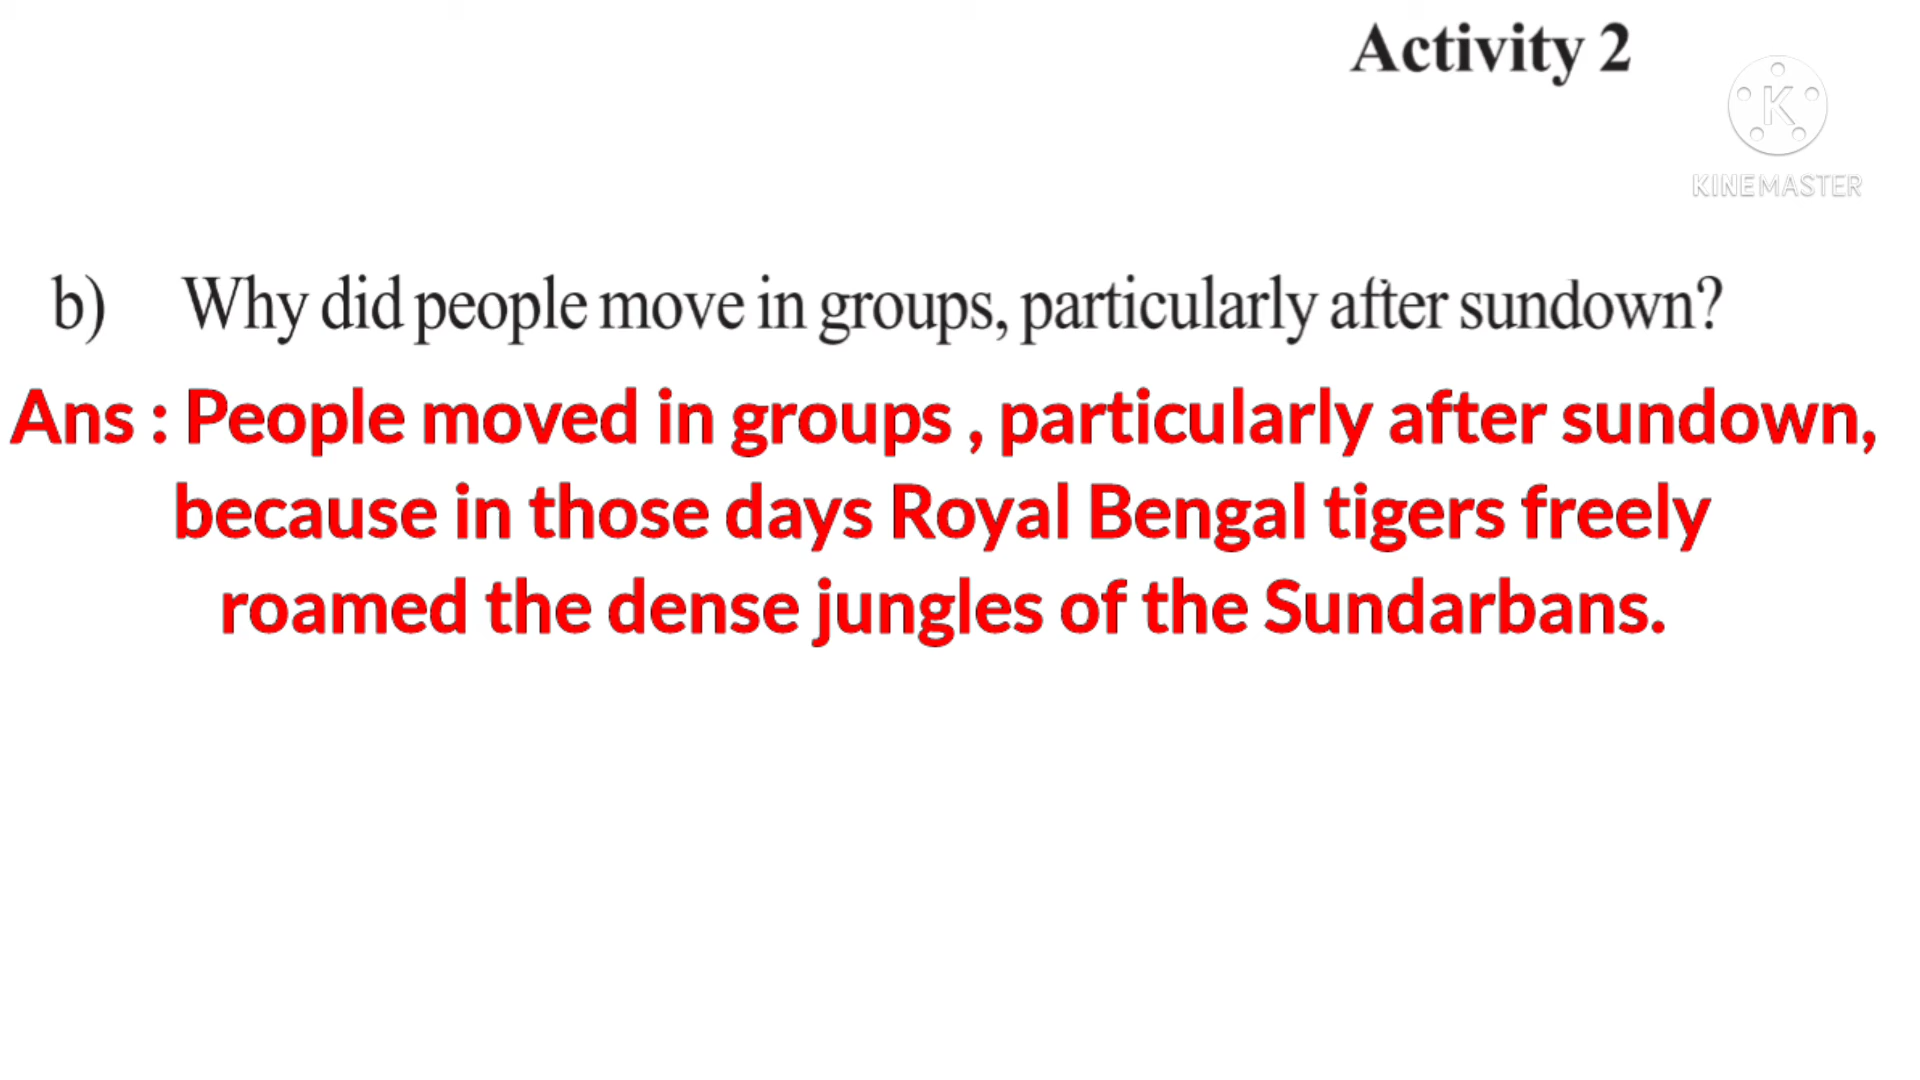 Activity 2
K
KINEMASTER
b) Why did people move in groups, particularly after sundown?
Ans : People moved in groups , particularly after sundown,
because in those days Royal Bengal tigers freely
roamed the dense jungles of the Sundarbans.